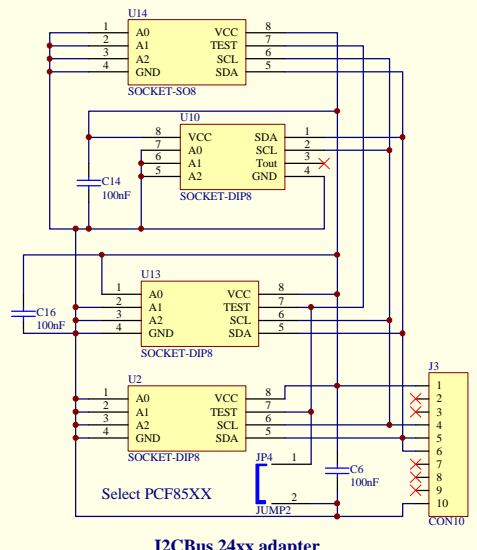 U14
1 A0 VCC 8
2 A1 TEST 7
3 A2 SCL 6
4 GND SDA 5
SOCKET-SO8
U10
8 VCC SDA 1
7 A0 SCL 2
6 A1 Tout 3
5 A2 GND 4
SOCKET-DIP8
C14
100nF
U13
1 A0 VCC 8
2 A1 TEST 7
3 A2 SCL 6
4 GND SDA 5
SOCKET-DIP8
C16
100nF
U2
1 A0 VCC 8
2 A1 TEST 7
3 A2 SCL 6
4 GND SDA 5
SOCKET-DIP8
J3
1
2
3
4
5
6
7
8
9
10
CON10
JP4
1
2
JUMP2
C6
100nF
Select PCF85XX
I2CBus 24xx adapter